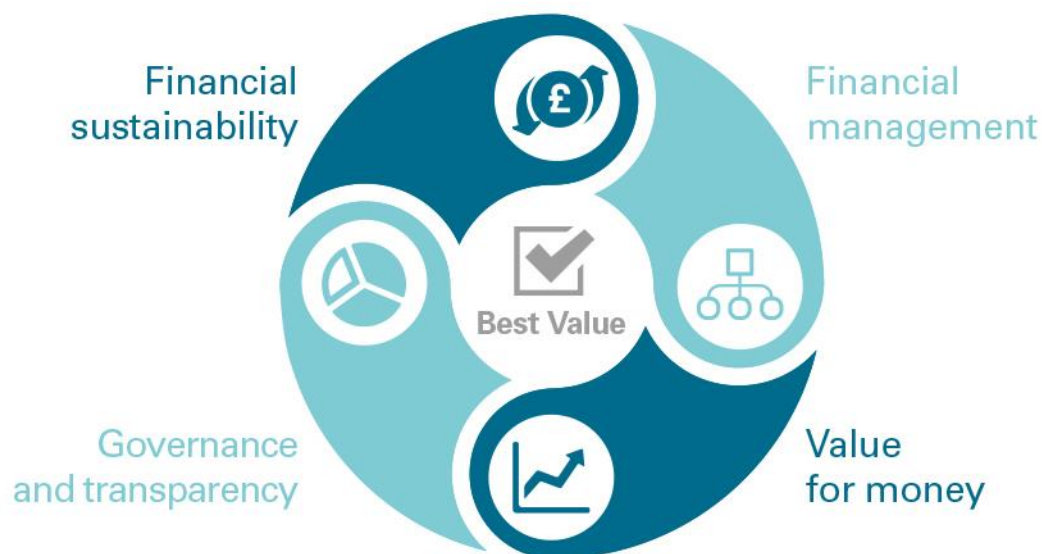 Financial
sustainability
£
Financial
management
Best Value
Governance
and transparency
Value
for money